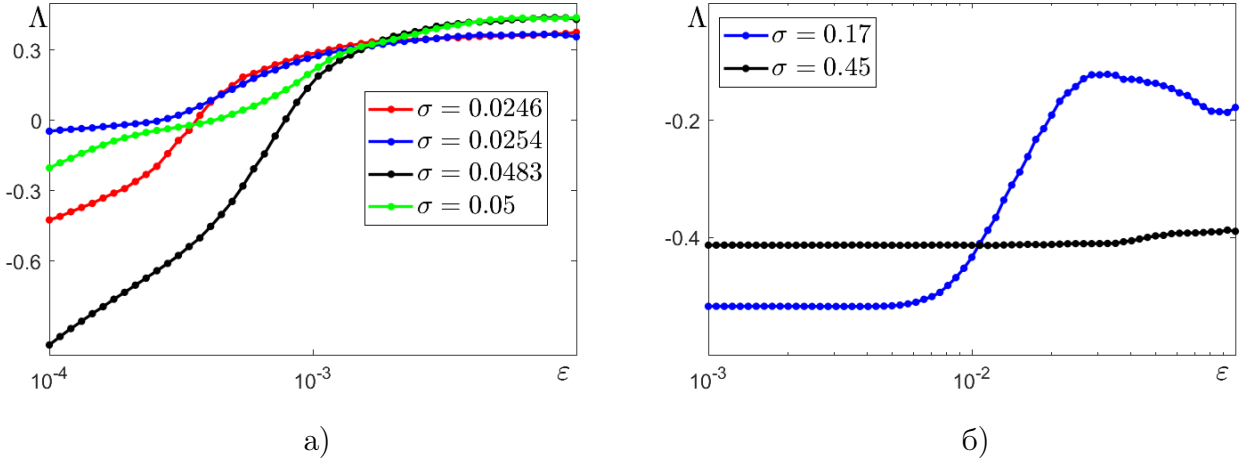 Λ
0.3
0
-0.3
-0.6
σ = 0.0246
σ = 0.0254
σ = 0.0483
σ = 0.05
10-4
10-3
ε
а)
Λ
-0.2
-0.4
σ = 0.17
σ = 0.45
10-3
10-2
ε
б)